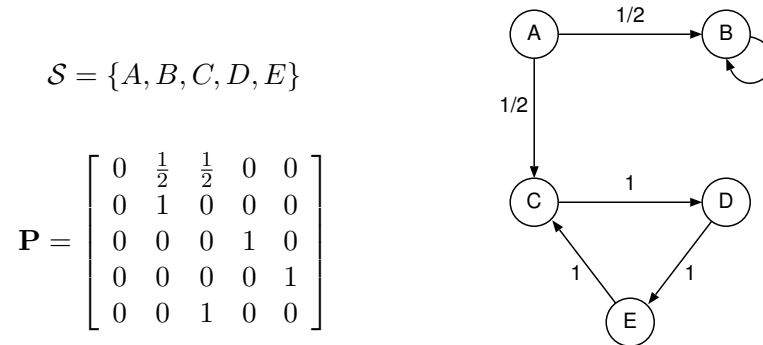 𝒮 = {A, B, C, D, E}
P = [
0 1/2 1/2 0 0
0 1 0 0 0
0 0 0 1 0
0 0 0 0 1
0 0 1 0 0
]
A 1/2 B
1/2
C 1 D
1 1
E